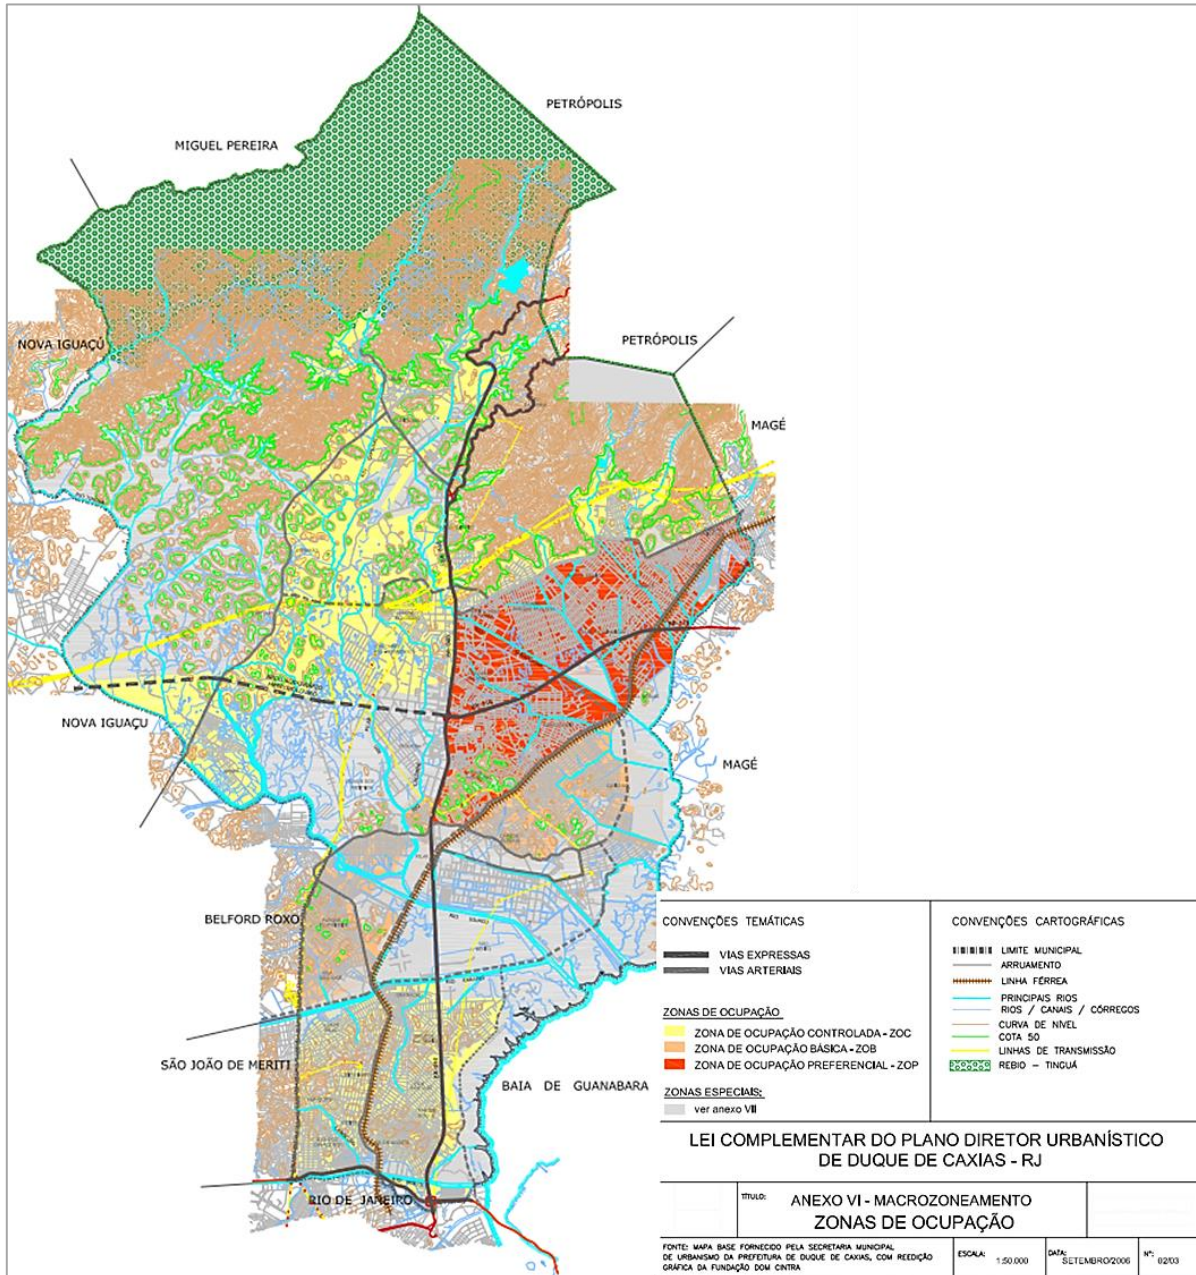 PETRÓPOLIS
MIGUEL PEREIRA
PETRÓPOLIS
NOVA IGUAÇÚ
MAGÉ
NOVA IGUAÇU
MAGÉ
BELFORD ROXO
SÃO JOÃO DE MERITI
BAIA DE GUANABARA
RIO DE JANEIRO
CONVENÇÕES TEMÁTICAS
VIAS EXPRESSAS
VIAS ARTERIAIS
ZONAS DE OCUPAÇÃO
ZONA DE OCUPAÇÃO CONTROLADA - ZOC
ZONA DE OCUPAÇÃO BÁSICA - ZOB
ZONA DE OCUPAÇÃO PREFERENCIAL - ZOP
ZONAS ESPECIAIS:
ver anexo VII
CONVENÇÕES CARTOGRÁFICAS
LIMITE MUNICIPAL
ARRUAMENTO
LINHA FÉRREA
PRINCIPAIS RIOS
RIOS / CANAIS / CÓRREGOS
CURVA DE NIVEL
COTA 50
LINHAS DE TRANSMISSÃO
REBIO - TINGUÁ
LEI COMPLEMENTAR DO PLANO DIRETOR URBANÍSTICO
DE DUQUE DE CAXIAS - RJ
TÍTULO:
ANEXO VI - MACROZONEAMENTO
ZONAS DE OCUPAÇÃO
FONTE: MAPA BASE FORNECIDO PELA SECRETARIA MUNICIPAL
DE URBANISMO DA PREFEITURA DE DUQUE DE CAXIAS, COM REEDIÇÃO
GRÁFICA DA FUNDAÇÃO DOM CINTRA
ESCALA:
1:50.000
DATA:
SETEMBRO/2006
Nº:
02/03